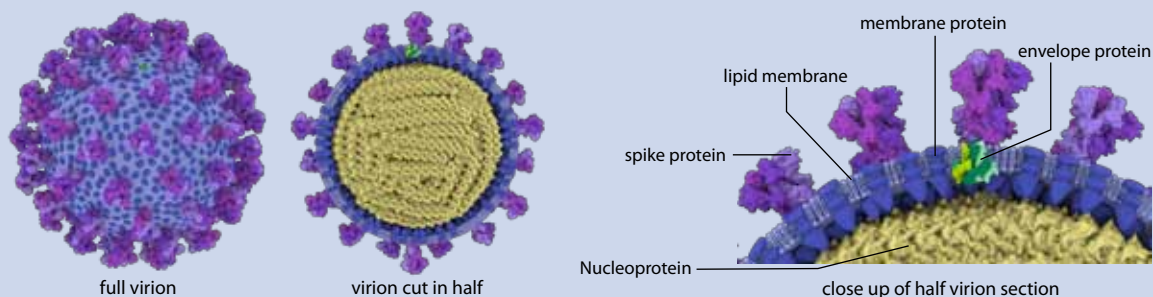 membrane protein
envelope protein
lipid membrane
spike protein
Nucleoprotein
full virion
virion cut in half
close up of half virion section